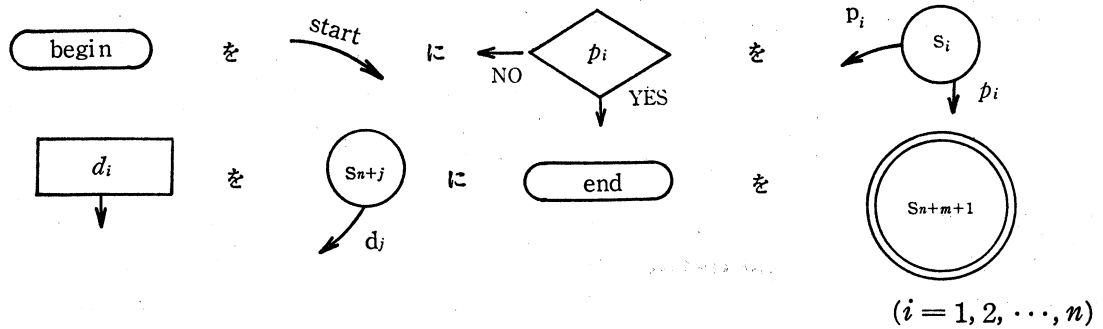 begin を start に p_i NO YES を p_i s_i p_i
d_i を s_{n+j} d_j に end を s_{n+m+1}
(i = 1, 2, ⋯, n)